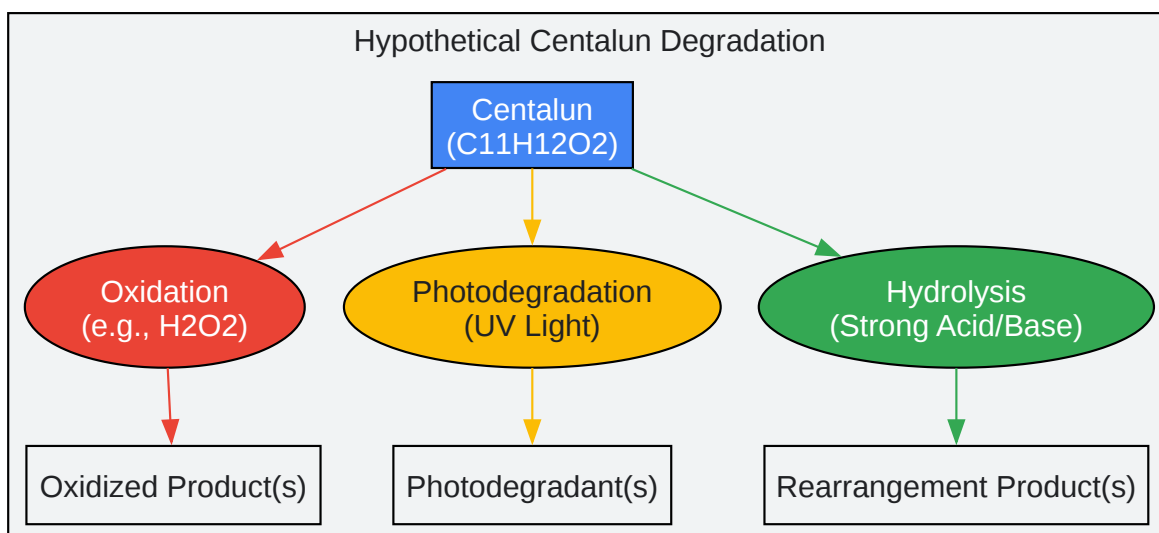 Hypothetical Centalun Degradation
Centalun
(C11H12O2)
Oxidation
(e.g., H2O2)
Photodegradation
(UV Light)
Hydrolysis
(Strong Acid/Base)
Oxidized Product(s)
Photodegradant(s)
Rearrangement Product(s)